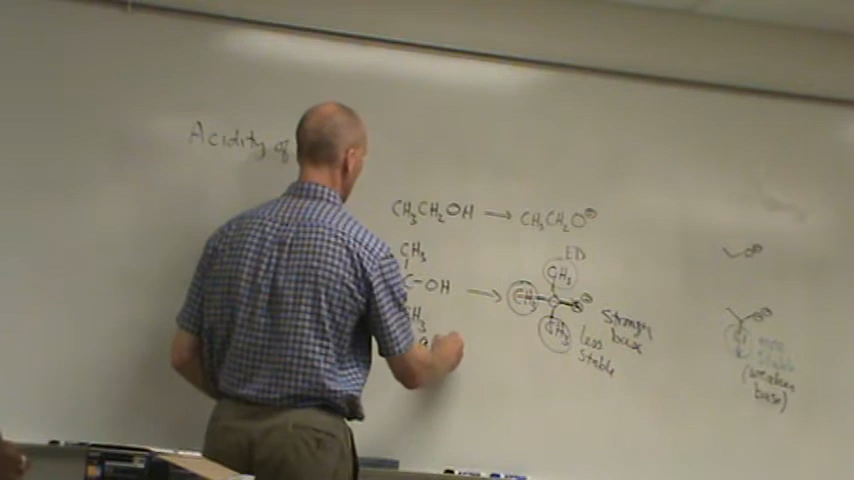 Acidity of
CH₃CH₂OH → CH₃CH₂O⊖
CH₃
C-OH →
CH₃
ED
CH₃
CH₃ C O⊖
CH₃
Stronger
base
less
stable
O⊖
O⊖
more
stable
(weaker
base)